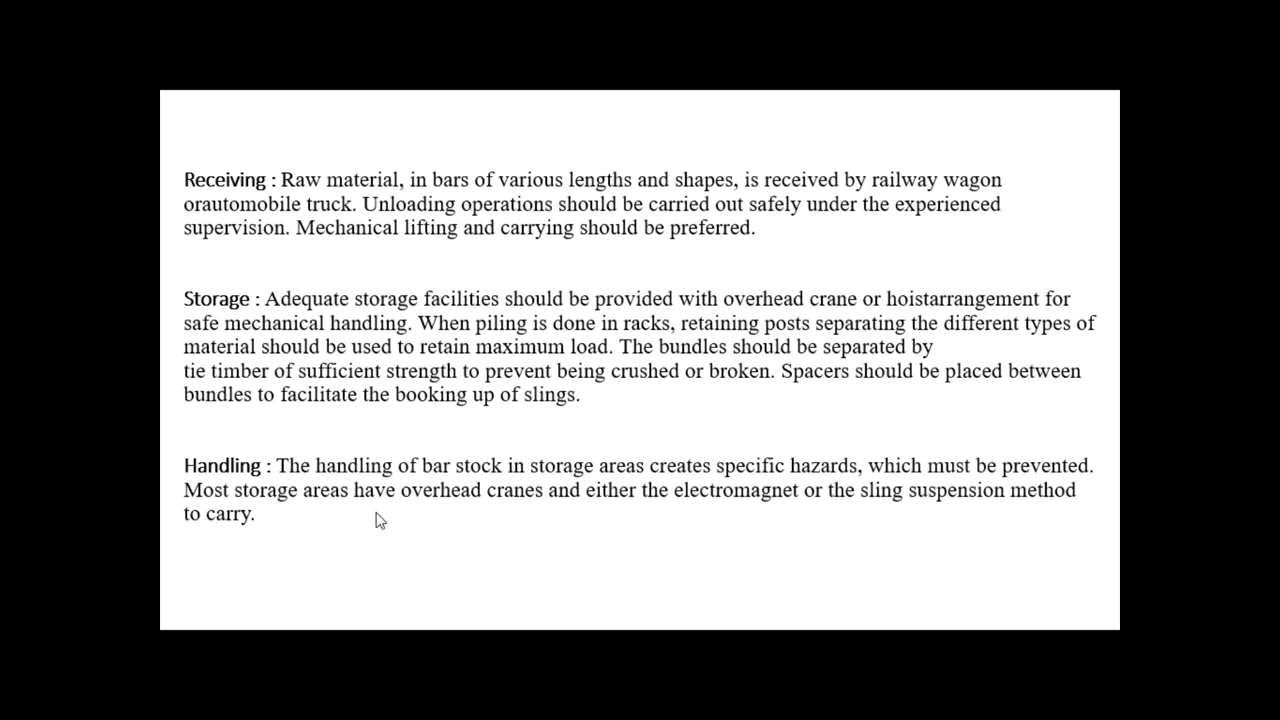 Receiving : Raw material, in bars of various lengths and shapes, is received by railway wagon
orautomobile truck. Unloading operations should be carried out safely under the experienced
supervision. Mechanical lifting and carrying should be preferred.
Storage : Adequate storage facilities should be provided with overhead crane or hoistarrangement for
safe mechanical handling. When piling is done in racks, retaining posts separating the different types of
material should be used to retain maximum load. The bundles should be separated by
tie timber of sufficient strength to prevent being crushed or broken. Spacers should be placed between
bundles to facilitate the booking up of slings.
Handling : The handling of bar stock in storage areas creates specific hazards, which must be prevented.
Most storage areas have overhead cranes and either the electromagnet or the sling suspension method
to carry.